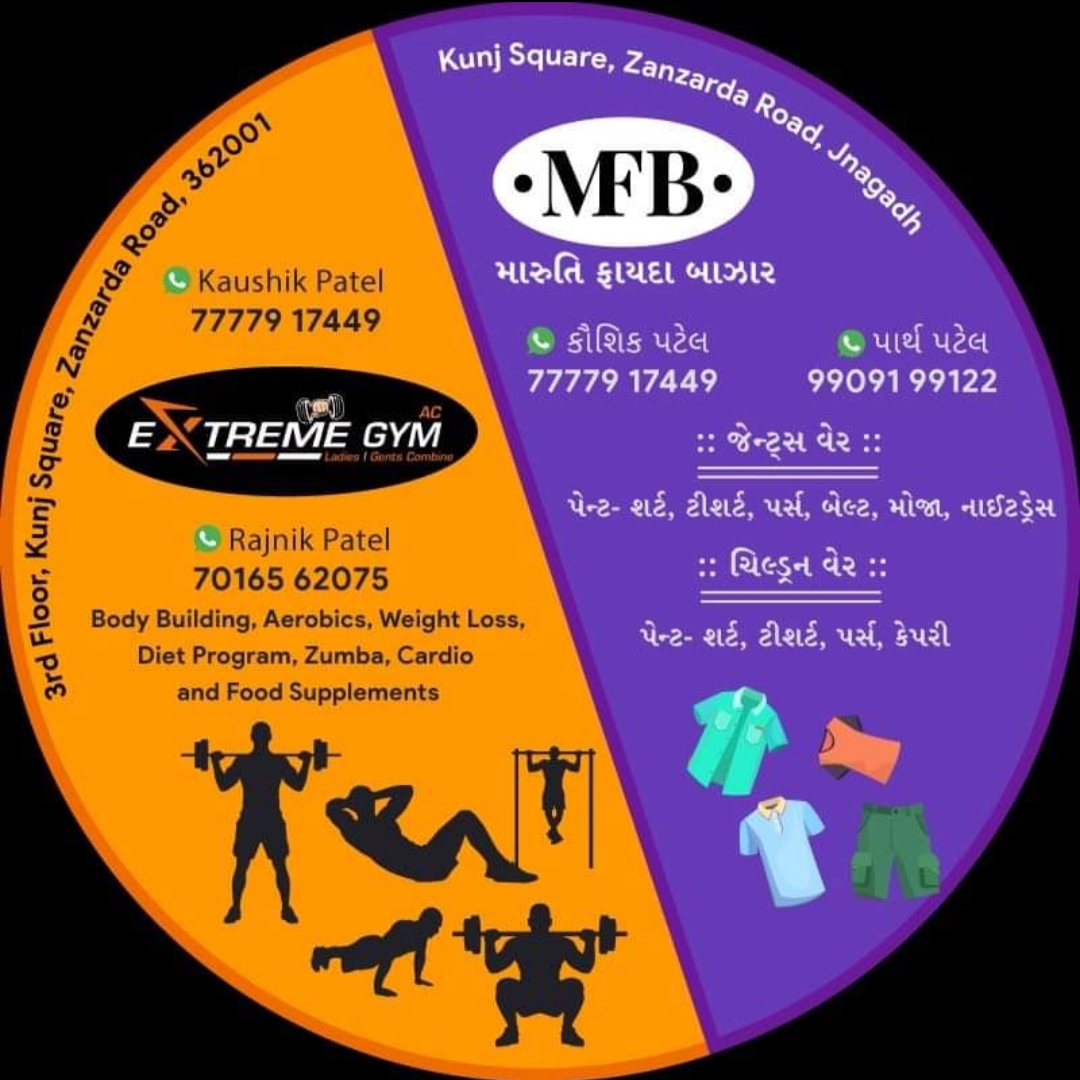 3rd Floor, Kunj Square, Zanzarda Road, 362001
Kaushik Patel
77779 17449
EXTREME GYM
AC
Ladies | Gents Combine
Rajnik Patel
70165 62075
Body Building, Aerobics, Weight Loss,
Diet Program, Zumba, Cardio
and Food Supplements
Kunj Square, Zanzarda Road, Jnagadh
•MFB•
મારુતિ ફાયદા બાઝાર
કૌશિક પટેલ
77779 17449
પાર્થ પટેલ
99091 99122
:: જેન્ટ્સ વેર ::
પેન્ટ- શર્ટ, ટીશર્ટ, પર્સ, બેલ્ટ, મોજા, નાઈટડ્રેસ
:: ચિલ્ડ્રન વેર ::
પેન્ટ- શર્ટ, ટીશર્ટ, પર્સ, કેપરી